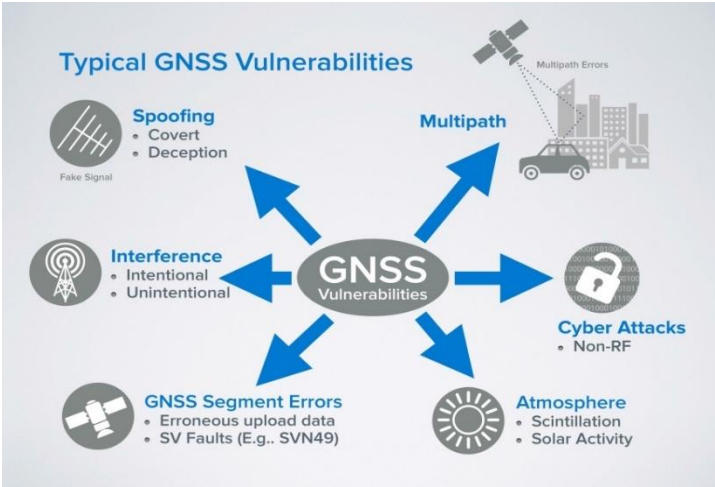 Typical GNSS Vulnerabilities
Multipath Errors
Spoofing
• Covert
• Deception
Fake Signal
Multipath
Interference
• Intentional
• Unintentional
GNSS
Vulnerabilities
Cyber Attacks
• Non-RF
GNSS Segment Errors
• Erroneous upload data
• SV Faults (E.g.. SVN49)
Atmosphere
• Scintillation
• Solar Activity